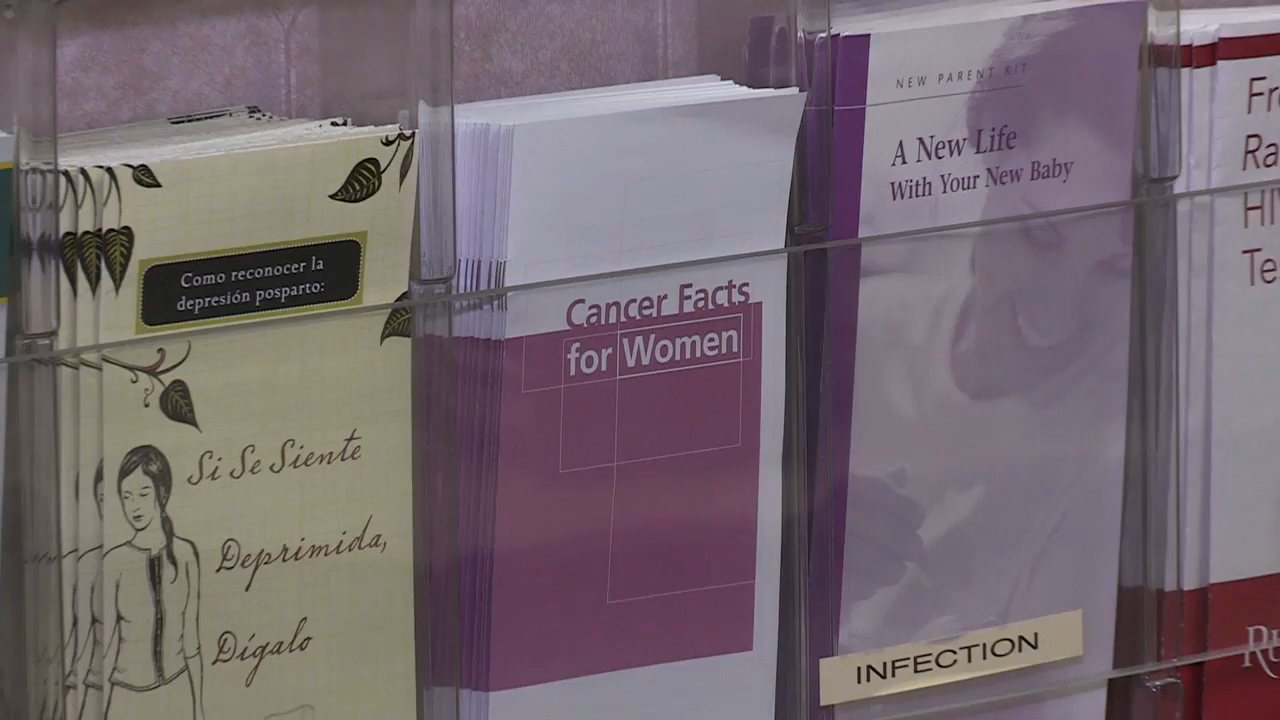 Como reconocer la
depresión posparto:
Si Se Siente
Deprimida,
Dígalo
Cancer Facts
for Women
NEW PARENT KIT
A New Life
With Your New Baby
INFECTION